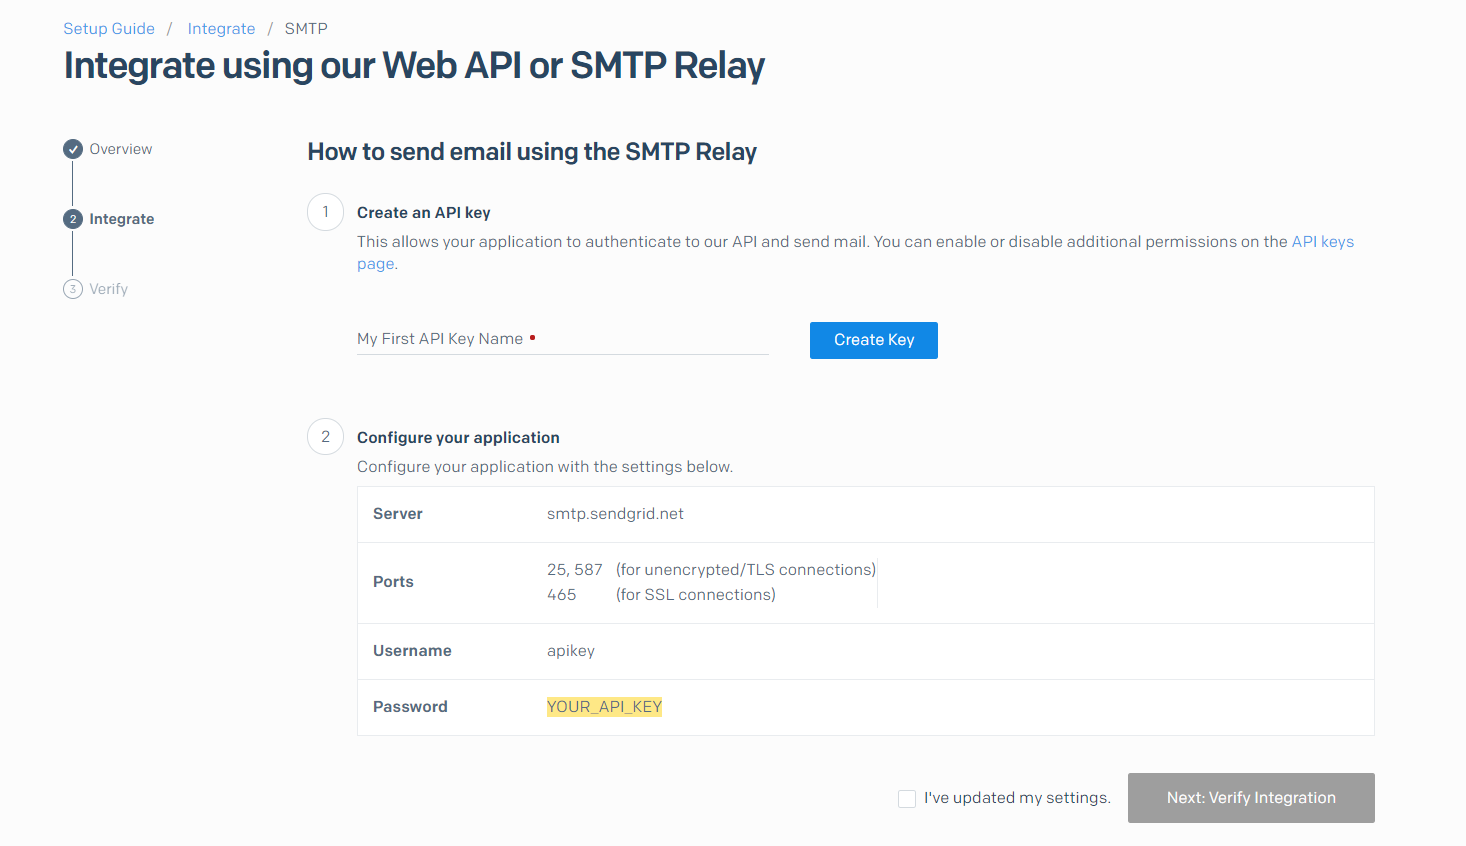 Setup Guide / Integrate / SMTP
Integrate using our Web API or SMTP Relay
Overview
2 Integrate
3 Verify
How to send email using the SMTP Relay
1 Create an API key
This allows your application to authenticate to our API and send mail. You can enable or disable additional permissions on the API keys
page.
My First API Key Name •
Create Key
2 Configure your application
Configure your application with the settings below.
Server smtp.sendgrid.net
Ports 25, 587 (for unencrypted/TLS connections)
465 (for SSL connections)
Username apikey
Password YOUR_API_KEY
I've updated my settings.
Next: Verify Integration